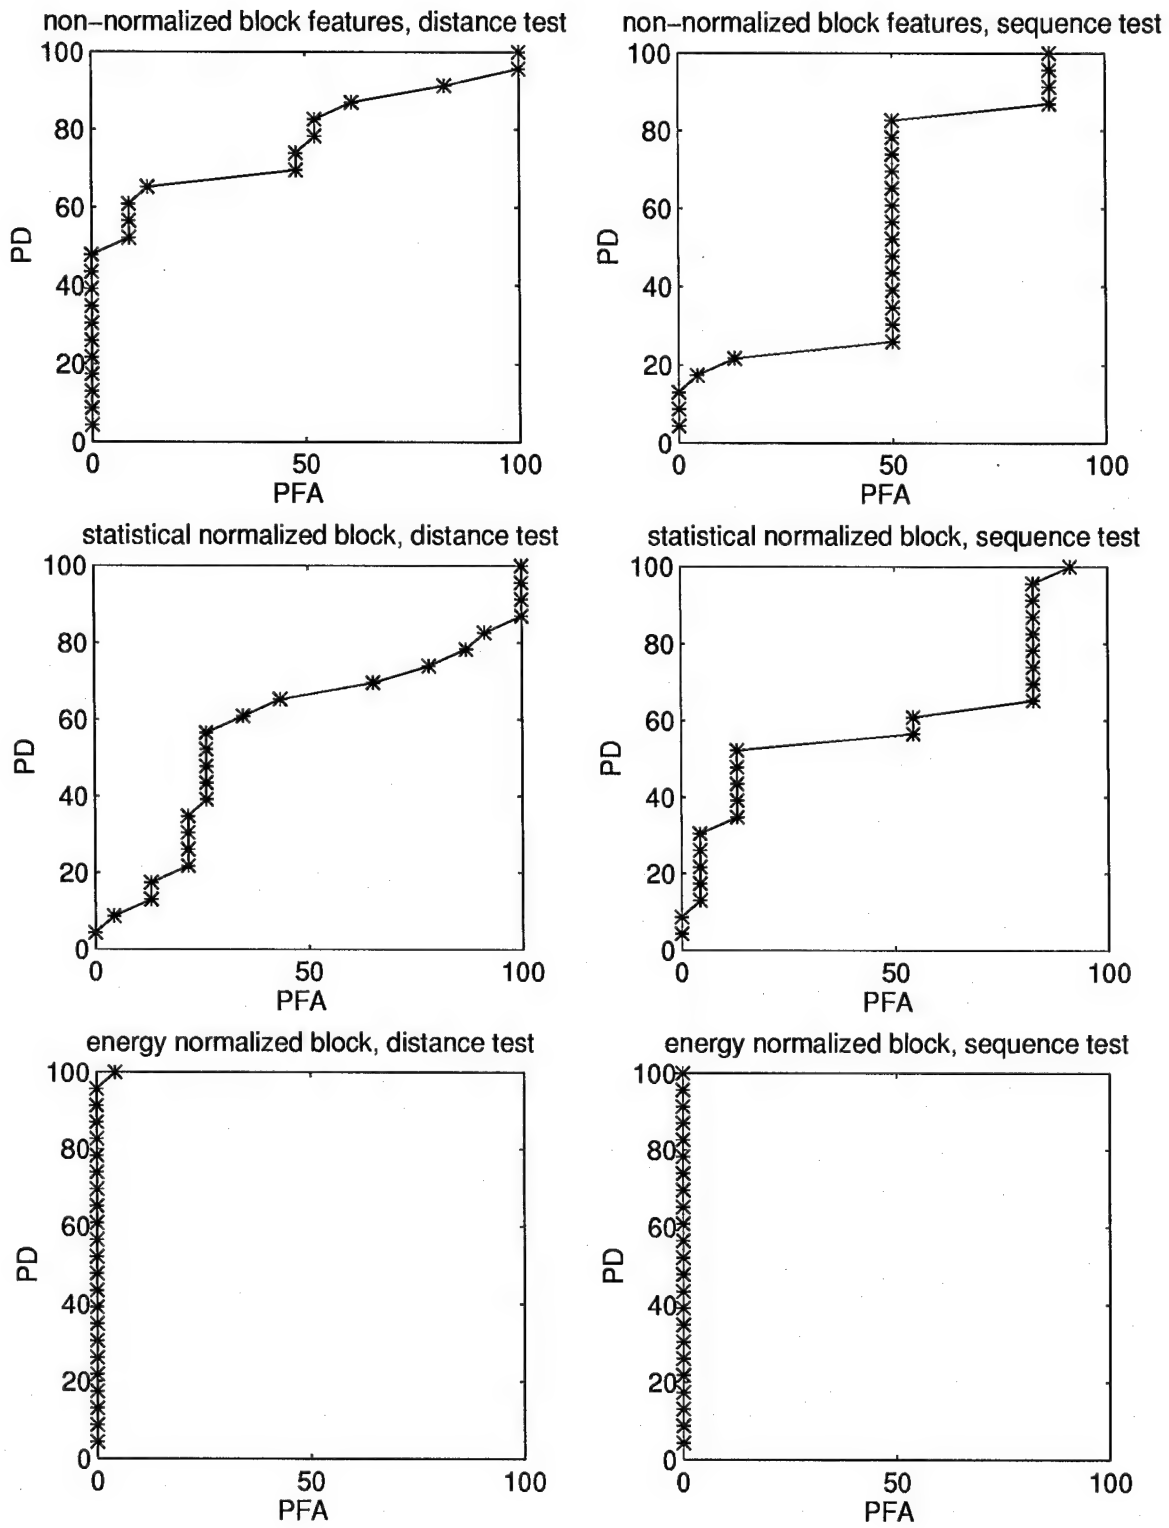 non-normalized block features, distance test
100
80
60
40
20
0
PD
0 50 100
PFA
non-normalized block features, sequence test
100
80
60
40
20
0
PD
0 50 100
PFA
statistical normalized block, distance test
100
80
60
40
20
0
PD
0 50 100
PFA
statistical normalized block, sequence test
100
80
60
40
20
0
PD
0 50 100
PFA
energy normalized block, distance test
100
80
60
40
20
0
PD
0 50 100
PFA
energy normalized block, sequence test
100
80
60
40
20
0
PD
0 50 100
PFA